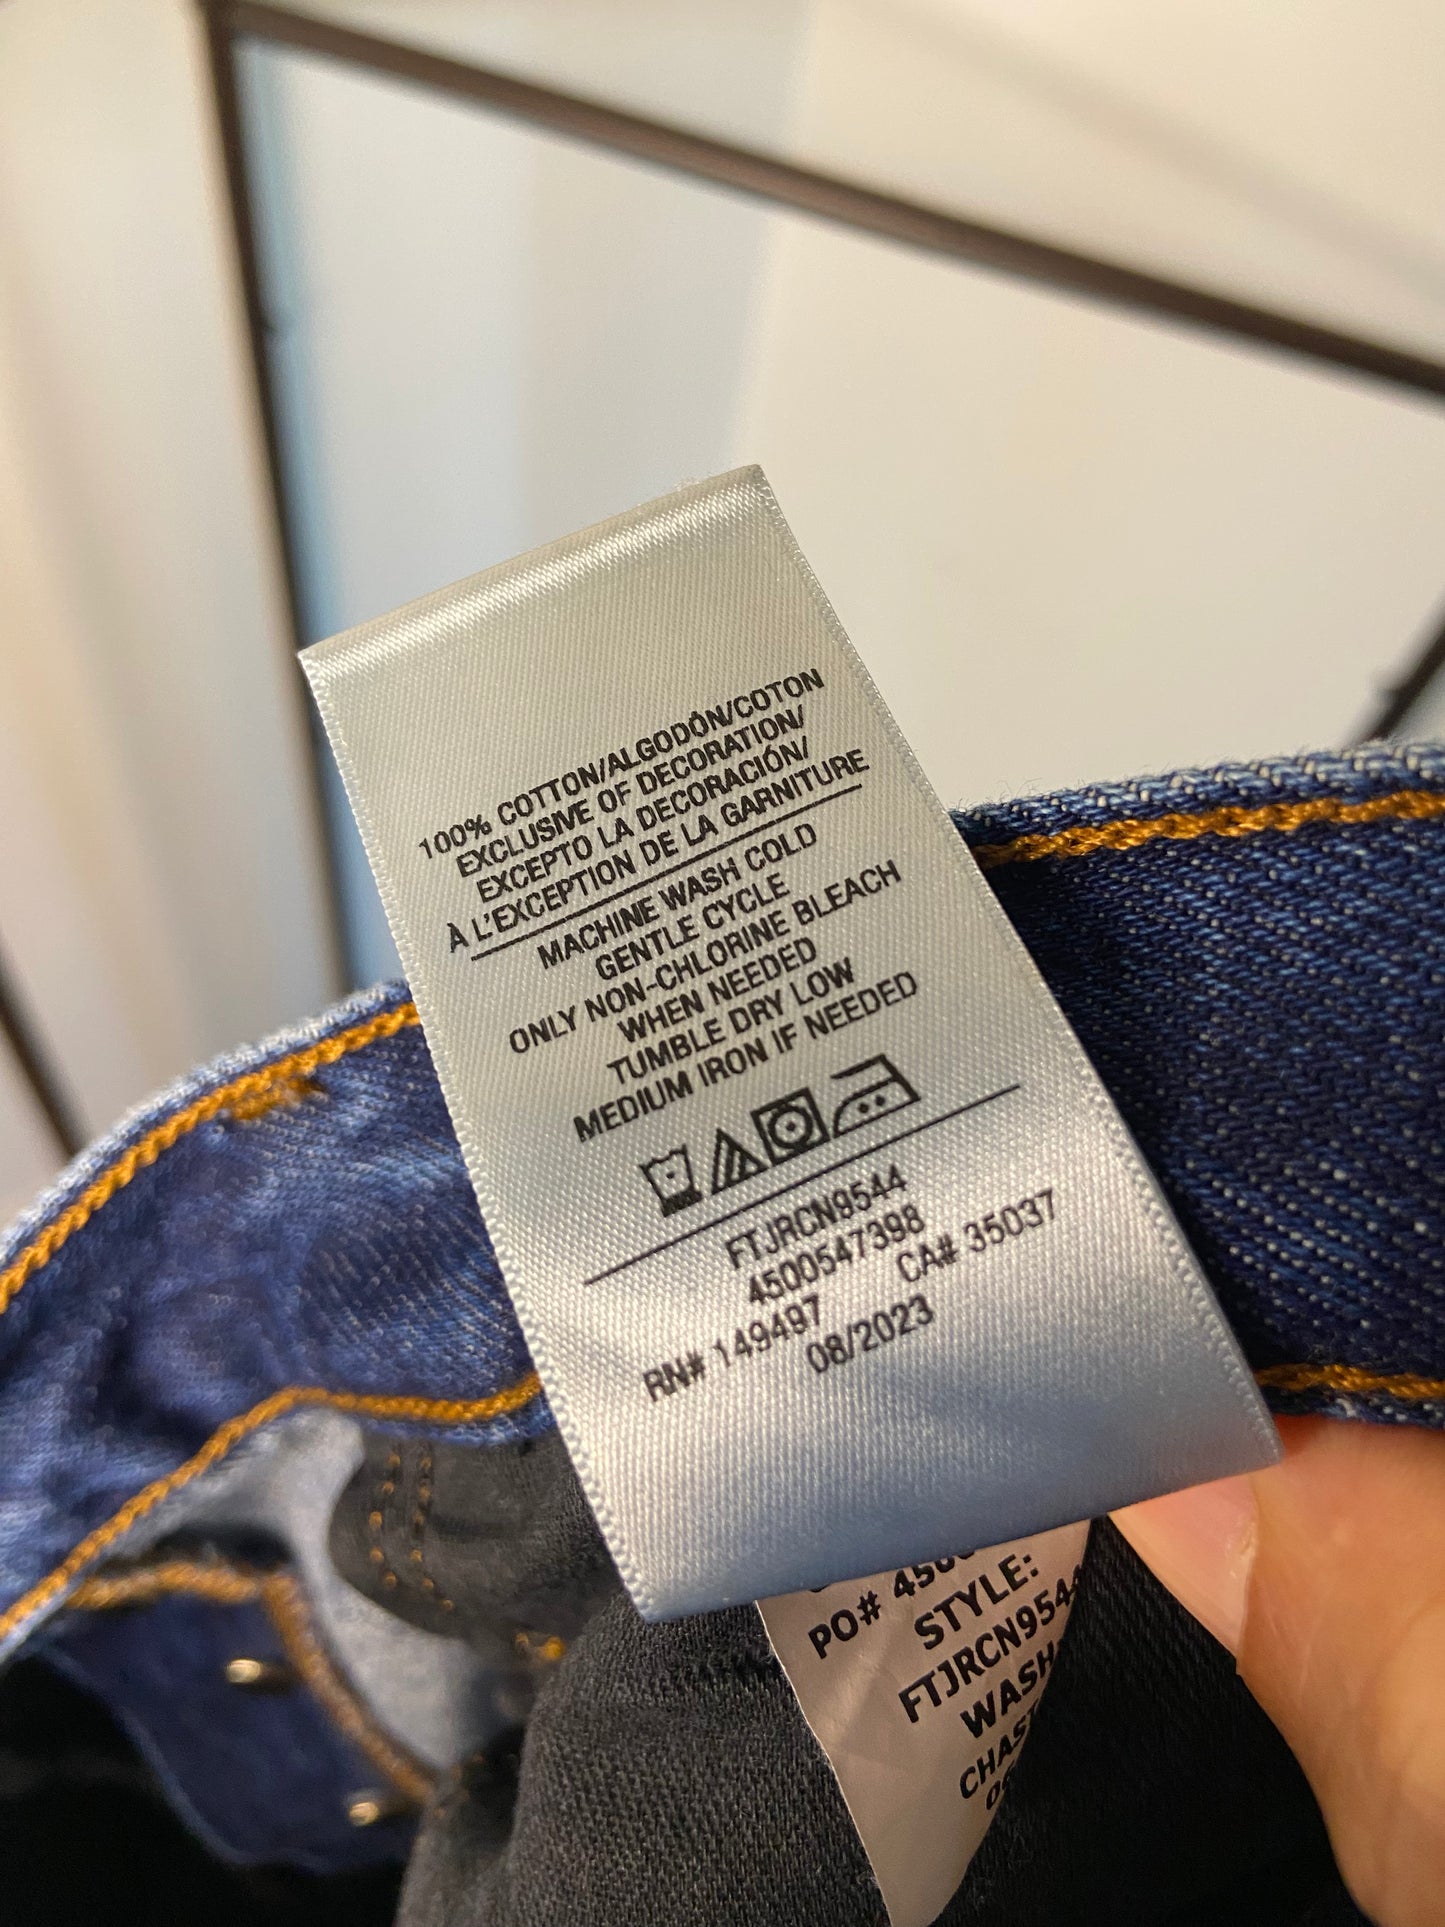 100% COTTON/ALGODÓN/COTON
EXCLUSIVE OF DECORATION/
EXCEPTO LA DECORACIÓN/
À L'EXCEPTION DE LA GARNITURE
MACHINE WASH COLD
GENTLE CYCLE
ONLY NON-CHLORINE BLEACH
WHEN NEEDED
TUMBLE DRY LOW
MEDIUM IRON IF NEEDED
FTJRCN9544
4500547398
RN# 149497 CA# 35037
08/2023
PO#
STYLE:
FTJRCN9544
WASH